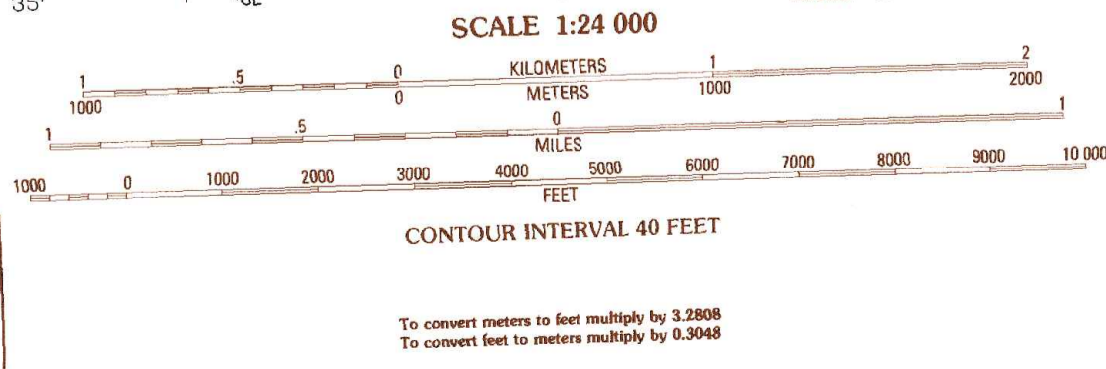 35'
SCALE 1:24 000
1 .5 0 KILOMETERS 1 2
1000 0 METERS 1000 2000
1 .5 0 1
MILES
1000 0 1000 2000 3000 4000 5000 6000 7000 8000 9000 10 000
FEET
CONTOUR INTERVAL 40 FEET
To convert meters to feet multiply by 3.2808
To convert feet to meters multiply by 0.3048